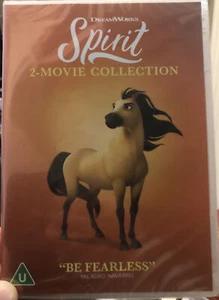 DREAMWORKS
Spirit
2-MOVIE COLLECTION
"BE FEARLESS"
U